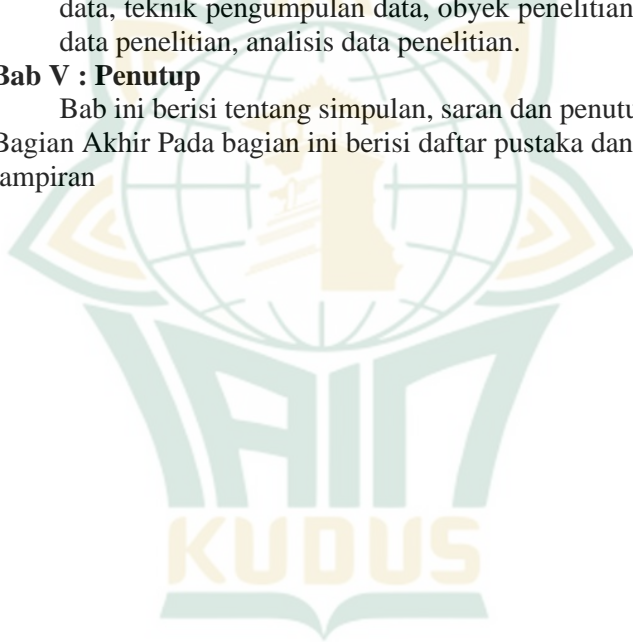 data, teknik pengumpulan data, obyek penelitian
data penelitian, analisis data penelitian.
Bab V : Penutup
Bab ini berisi tentang simpulan, saran dan penutu
Bagian Akhir Pada bagian ini berisi daftar pustaka dan
ampiran
IAIN
KUDUS